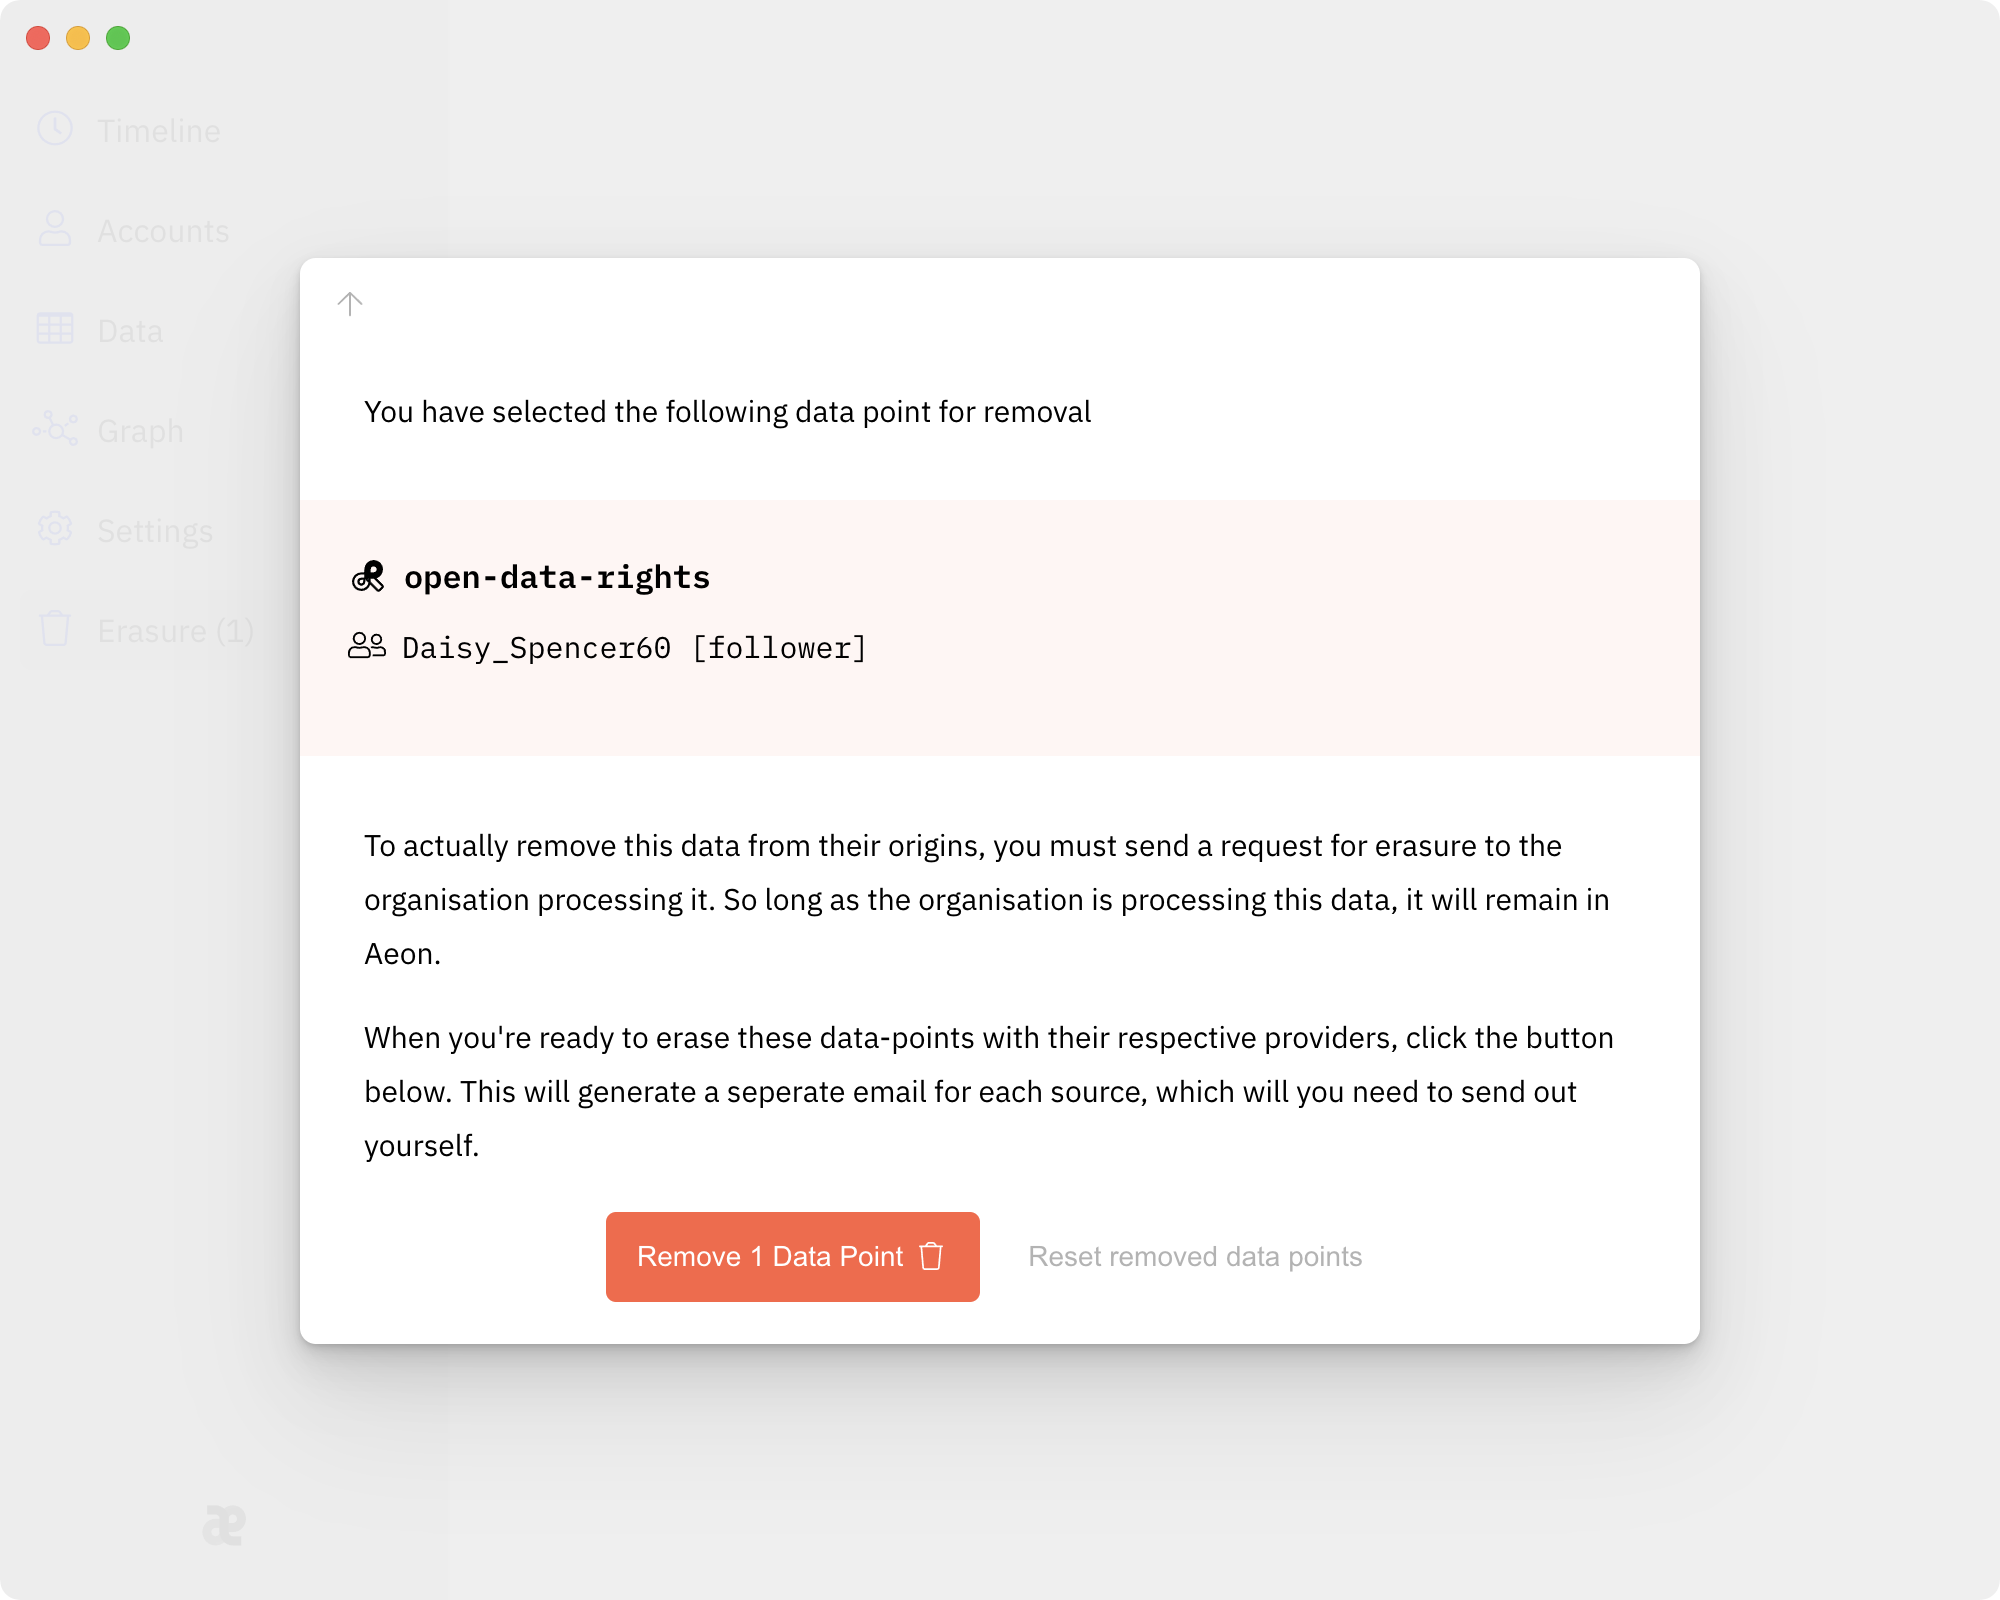 Timeline
Accounts
Data
Graph
Settings
Erasure (1)
You have selected the following data point for removal
open-data-rights
Daisy_Spencer60 [follower]
To actually remove this data from their origins, you must send a request for erasure to the
organisation processing it. So long as the organisation is processing this data, it will remain in
Aeon.
When you're ready to erase these data-points with their respective providers, click the button
below. This will generate a seperate email for each source, which will you need to send out
yourself.
Remove 1 Data Point
Reset removed data points
æ